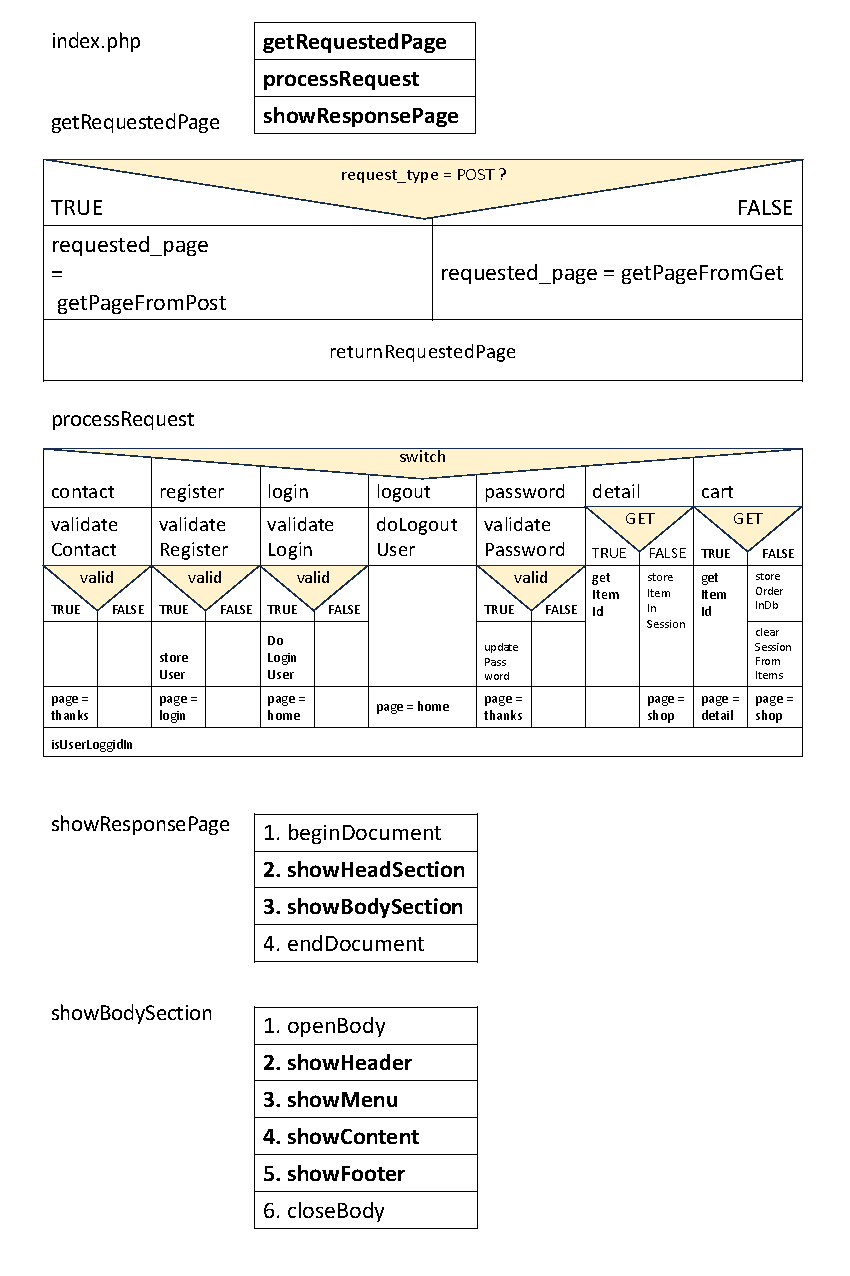 index.php
getRequestedPage
processRequest
showResponsePage
getRequestedPage
request_type = POST ?
TRUE
FALSE
requested_page
=
getPageFromPost
requested_page = getPageFromGet
returnRequestedPage
processRequest
switch
contact
register
login
logout
password
detail
cart
validate
Contact
validate
Register
validate
Login
doLogout
User
validate
Password
GET
TRUE
FALSE
GET
TRUE
FALSE
valid
TRUE
FALSE
valid
TRUE
FALSE
valid
TRUE
FALSE
valid
TRUE
FALSE
get
Item
Id
store
Item
In
Session
get
Item
Id
store
Order
InDb
store
User
Do
Login
User
update
Pass
word
clear
Session
From
Items
page =
thanks
page =
login
page =
home
page = home
page =
thanks
page =
shop
page =
detail
page =
shop
isUserLoggidIn
showResponsePage
1. beginDocument
2. showHeadSection
3. showBodySection
4. endDocument
showBodySection
1. openBody
2. showHeader
3. showMenu
4. showContent
5. showFooter
6. closeBody